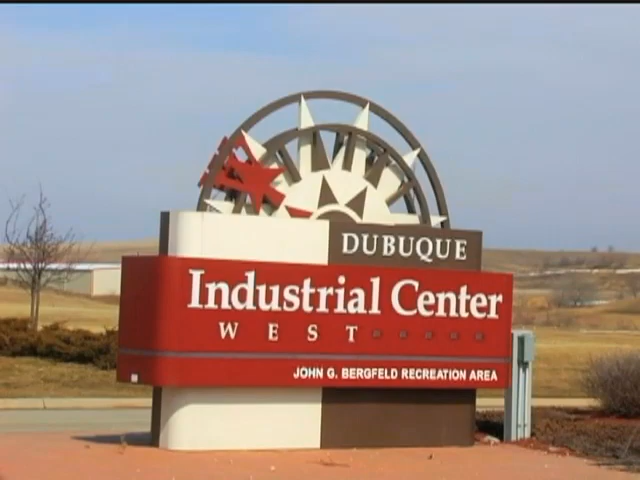 DUBUQUE
Industrial Center
WEST
JOHN G. BERGFELD RECREATION AREA